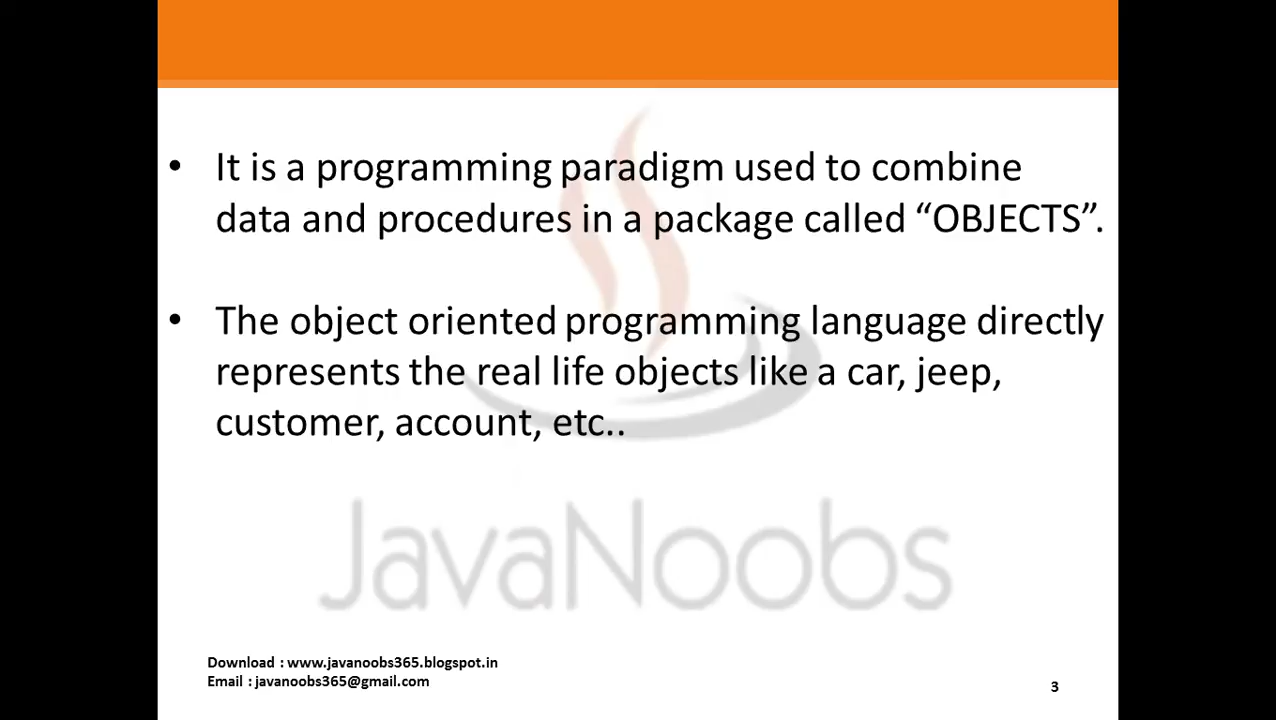 • It is a programming paradigm used to combine
data and procedures in a package called “OBJECTS”.
• The object oriented programming language directly
represents the real life objects like a car, jeep,
customer, account, etc..
JavaNoobs
Download : www.javanoobs365.blogspot.in
Email : javanoobs365@gmail.com
3